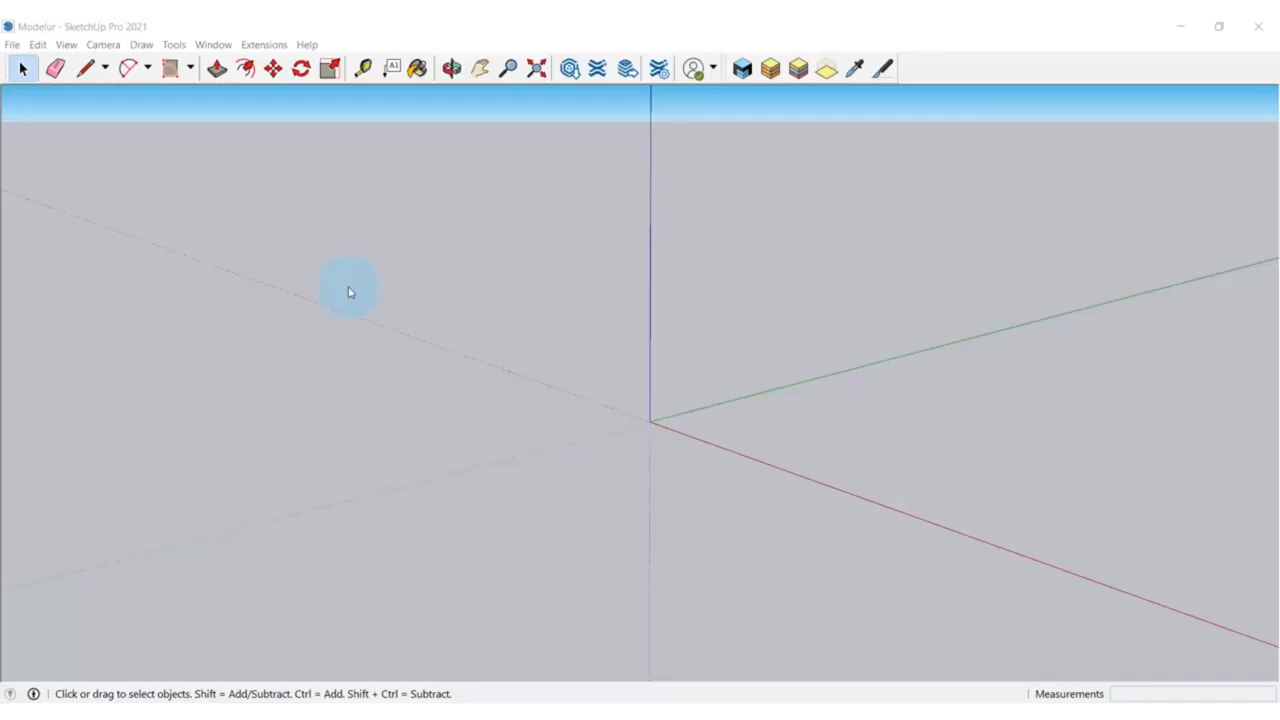 Modelur - SketchUp Pro 2021
File Edit View Camera Draw Tools Window Extensions Help
A1
Click or drag to select objects. Shift = Add/Subtract. Ctrl = Add. Shift + Ctrl = Subtract.
Measurements